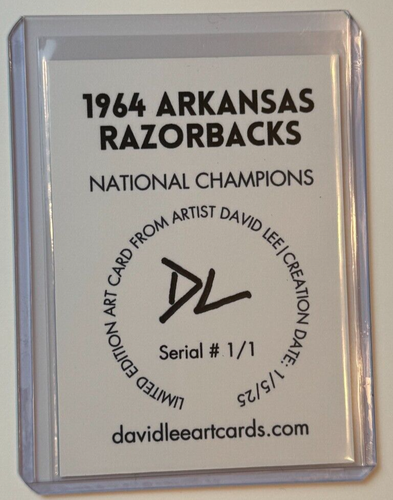 1964 ARKANSAS
RAZORBACKS
NATIONAL CHAMPIONS
LIMITED EDITION ART CARD FROM ARTIST DAVID LEE|CREATION DATE: 1/5/25
DL
Serial # 1/1
davidleeartcards.com